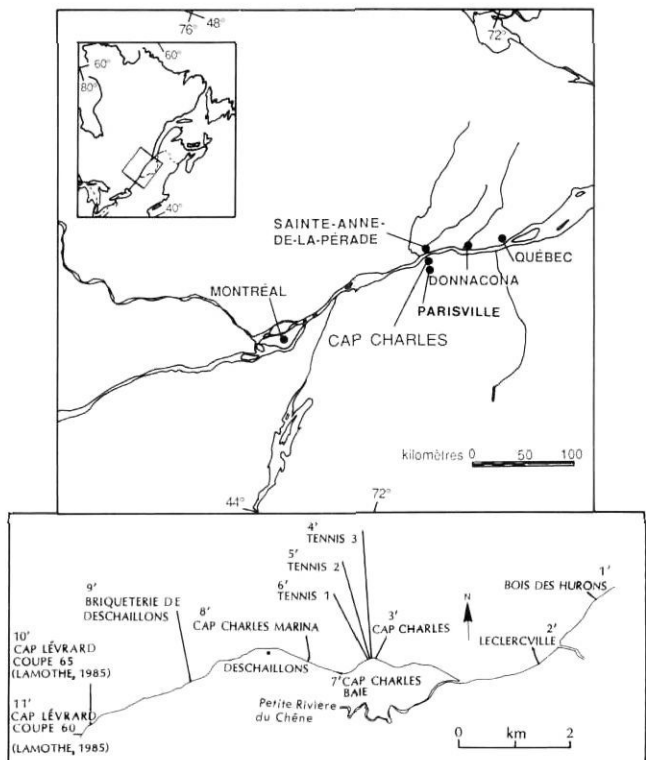 76°
48°
72°
60°
60°
80°
40°
SAINTE-ANNE-
DE-LA-PÉRADE
QUÉBEC
DONNACONA
MONTRÉAL
PARISVILLE
CAP CHARLES
kilomètres 0 50 100
44°
72°
4'
TENNIS 3
5'
TENNIS 2
6'
TENNIS 1
1'
BOIS DES HURONS
N
9'
BRIQUETERIE DE
DESCHAILLONS
8'
CAP CHARLES MARINA
3'
CAP CHARLES
2'
LECLERCVILLE
10'
CAP LÉVRARD
COUPE 65
(LAMOTHE, 1985)
DESCHAILLONS
7' CAP CHARLES
BAIE
Petite Rivière
du Chêne
11'
CAP LÉVRARD
COUPE 60
(LAMOTHE, 1985)
0 2
km